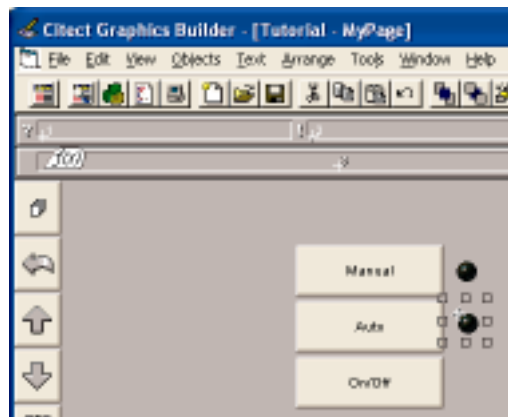 Citect Graphics Builder - [Tutorial - MyPage]
File Edit View Objects Text Arrange Tools Window Help
f(x)
Manual
Auto
On/Off